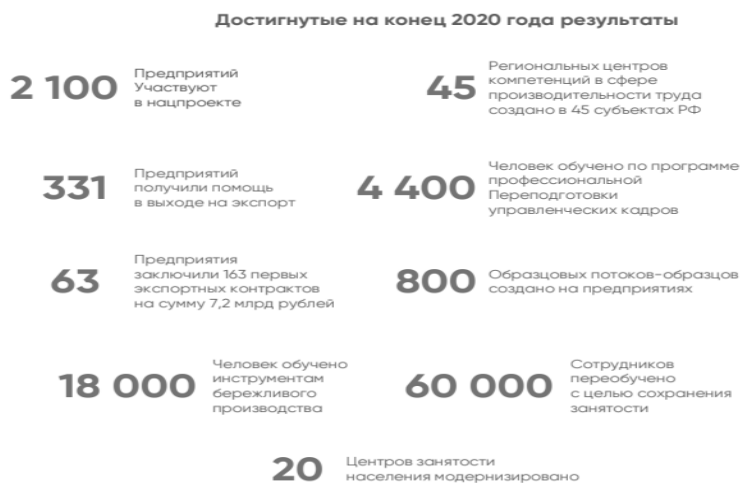 Достигнутые на конец 2020 года результаты
2 100
Предприятий
Участвуют
в нацпроекте
45
Региональных центров
компетенций в сфере
производительности труда
создано в 45 субъектах РФ
331
Предприятий
получили помощь
в выходе на экспорт
4 400
Человек обучено по программе
профессиональной
Переподготовки
управленческих кадров
63
Предприятия
заключили 163 первых
экспортных контрактов
на сумму 7,2 млрд рублей
800
Образцовых потоков-образцов
создано на предприятиях
18 000
Человек обучено
инструментам
бережливого
производства
60 000
Сотрудников
переобучено
с целью сохранения
занятости
20
Центров занятости
населения модернизировано